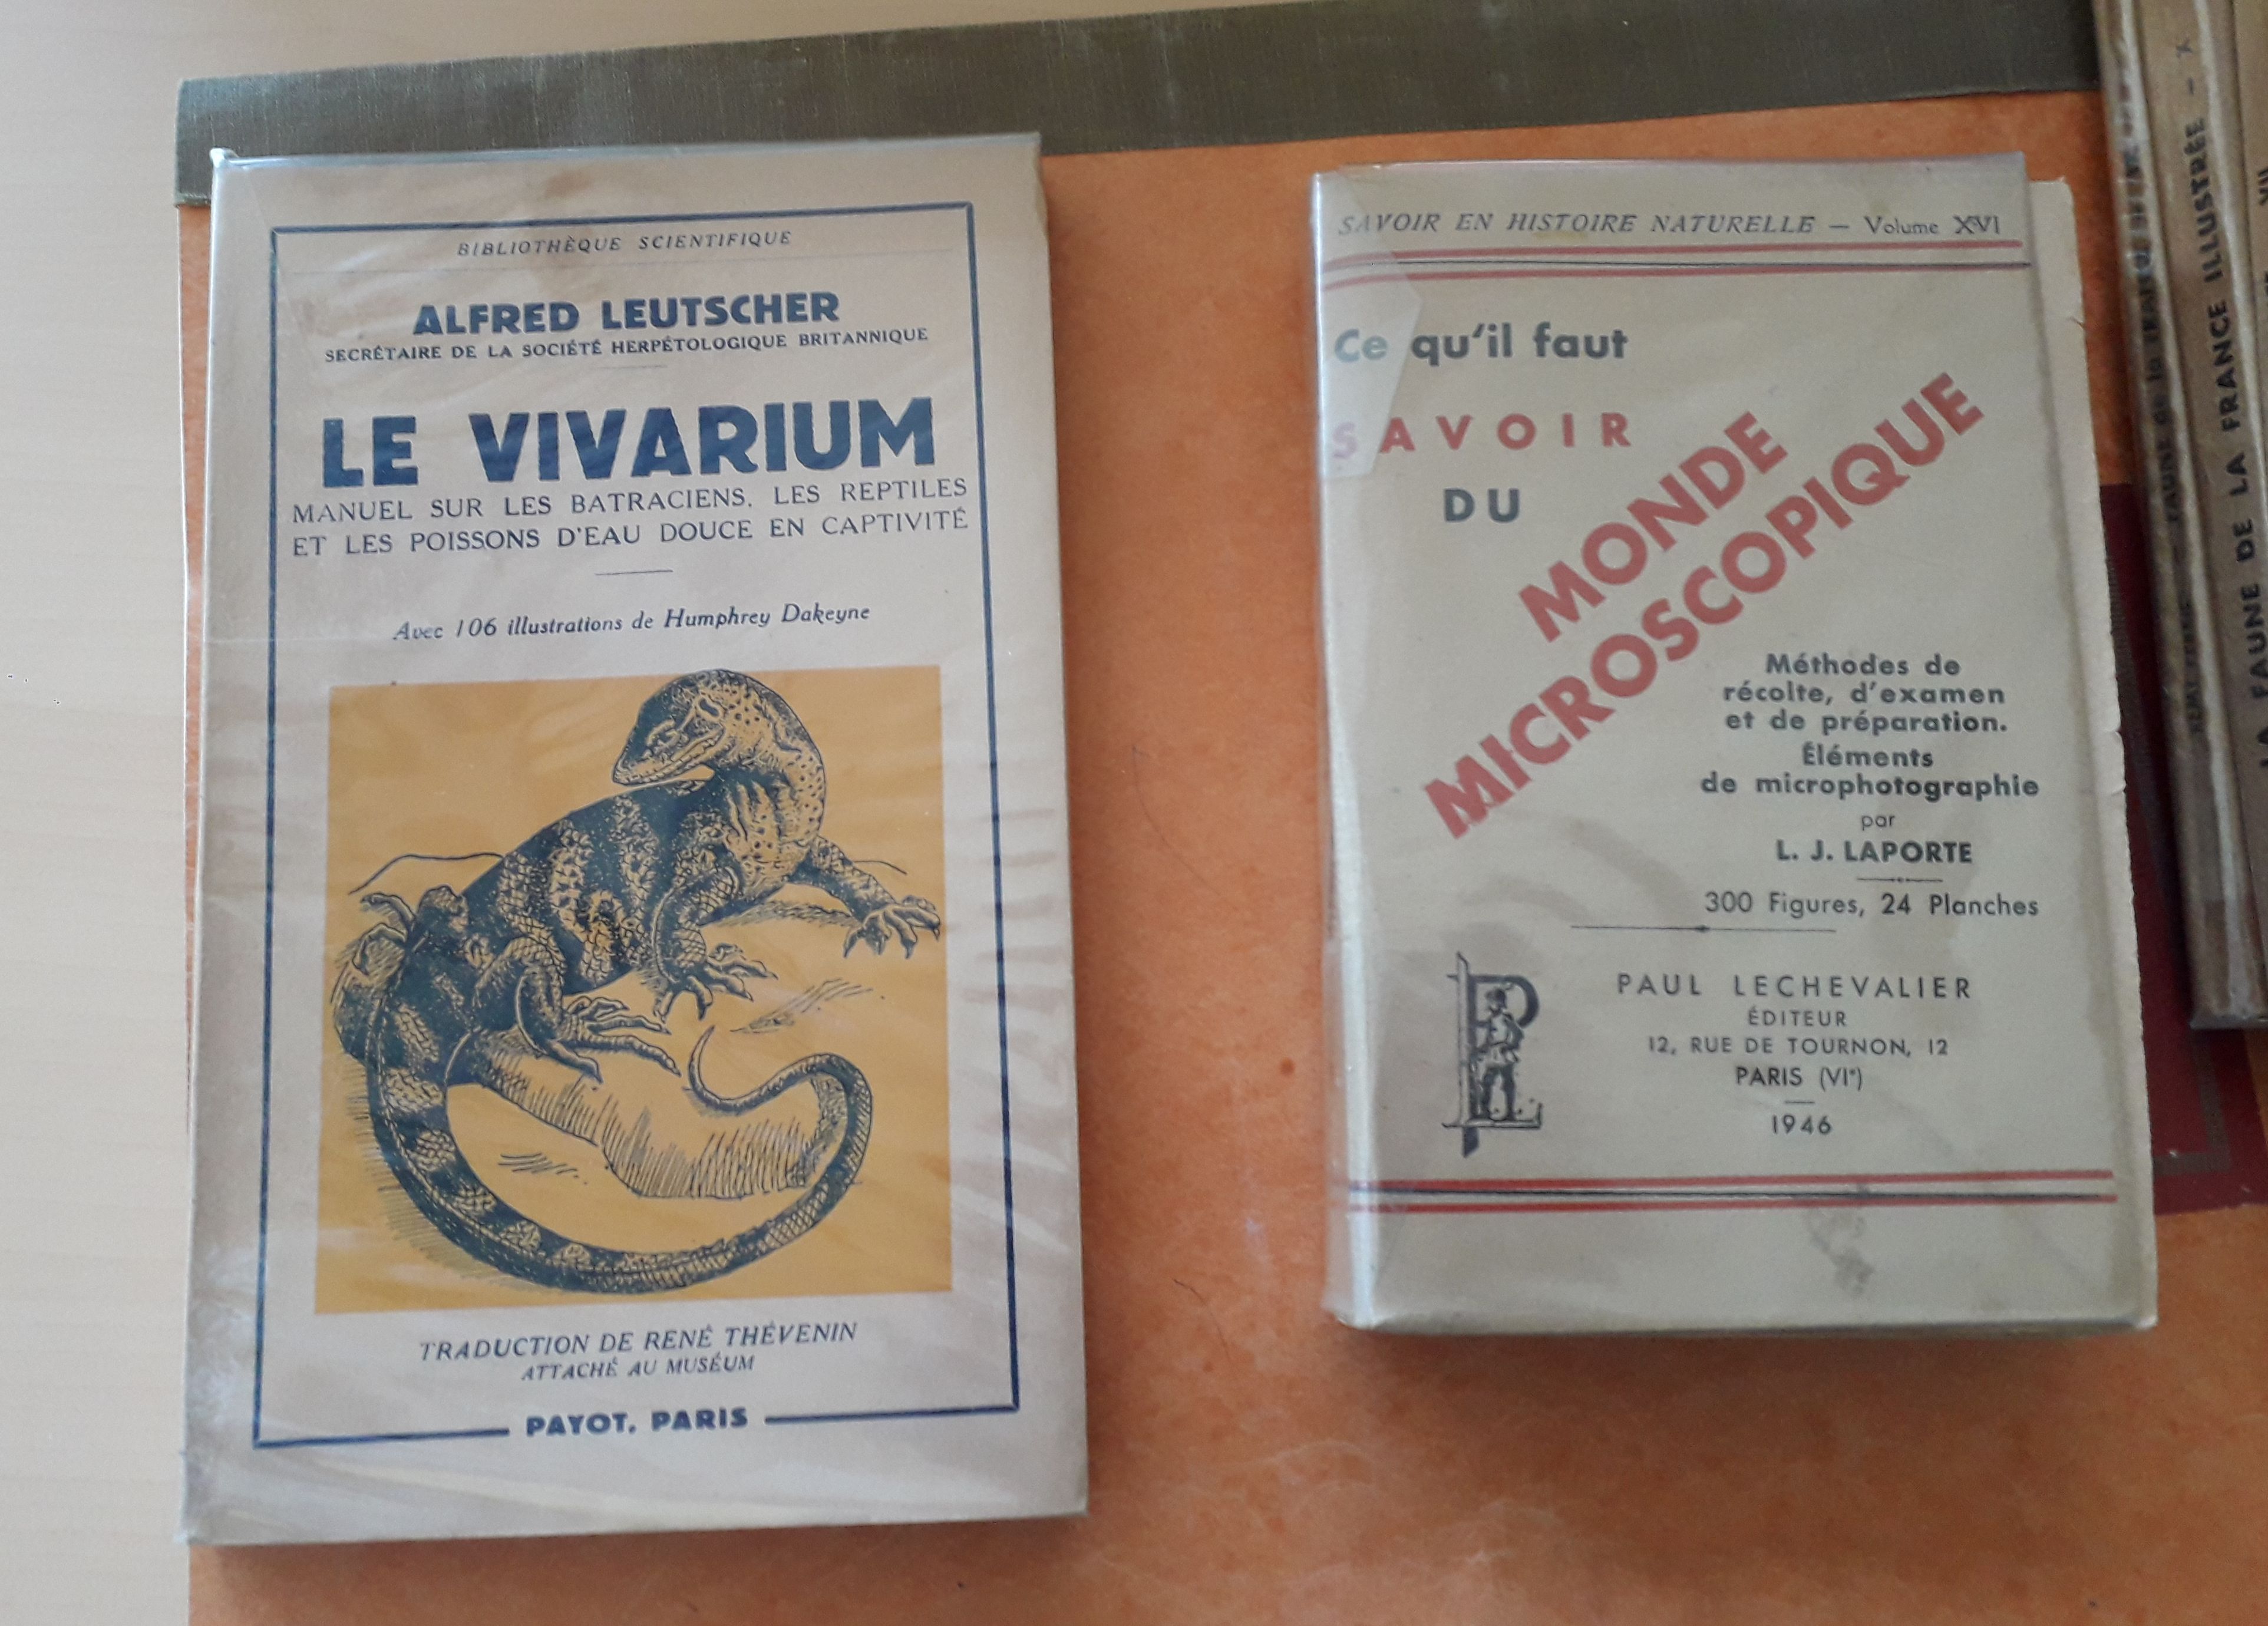 BIBLIOTHÈQUE SCIENTIFIQUE
ALFRED LEUTSCHER
SECRÉTAIRE DE LA SOCIÉTÉ HERPÉTOLOGIQUE BRITANNIQUE
LE VIVARIUM
MANUEL SUR LES BATRACIENS, LES REPTILES
ET LES POISSONS D'EAU DOUCE EN CAPTIVITÉ
Avec 106 illustrations de Humphrey Dakeyne
TRADUCTION DE RENÉ THÉVENIN
ATTACHÉ AU MUSÉUM
PAYOT, PARIS
SAVOIR EN HISTOIRE NATURELLE — Volume XVI
Ce qu'il faut
SAVOIR
DU
MONDE
MICROSCOPIQUE
Méthodes de
récolte, d'examen
et de préparation.
Éléments
de microphotographie
par
L. J. LAPORTE
300 Figures, 24 Planches
PAUL LECHEVALIER
ÉDITEUR
12, RUE DE TOURNON, 12
PARIS (VIe)
1946
LA FAUNE DE LA FRANCE ILLUSTRÉE — X